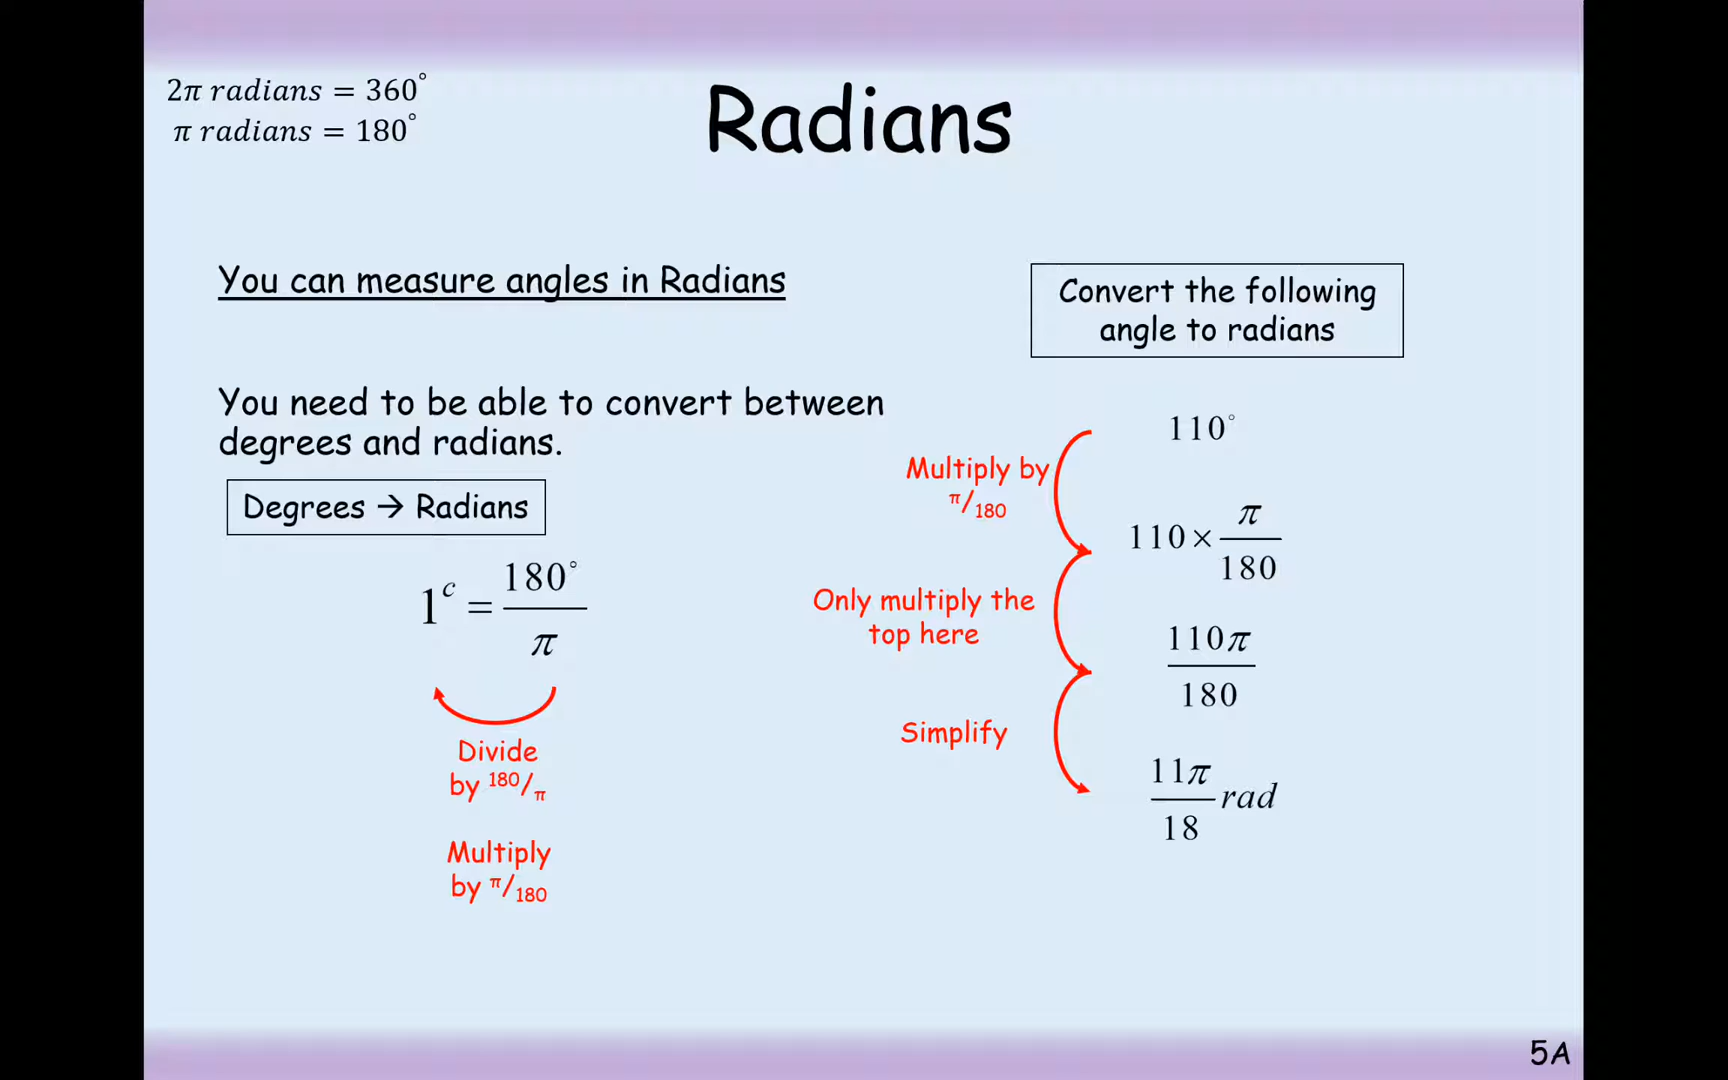 2π radians = 360°
π radians = 180°
Radians
You can measure angles in Radians
You need to be able to convert between
degrees and radians.
Degrees → Radians
1ᶜ = 180°/π
Divide
by 180/π
Multiply
by π/180
Convert the following
angle to radians
110°
Multiply by
π/180
110 × π/180
Only multiply the
top here
110π/180
Simplify
11π/18 rad
5A